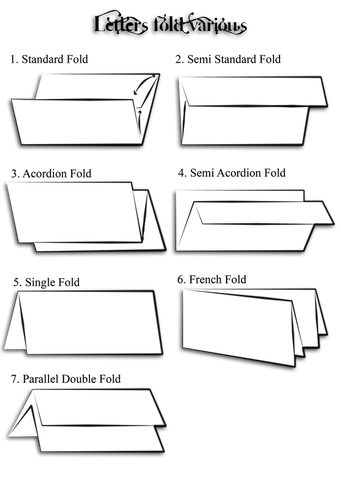 Letters fold various
1. Standard Fold
2. Semi Standard Fold
3. Acordion Fold
4. Semi Acordion Fold
5. Single Fold
6. French Fold
7. Parallel Double Fold